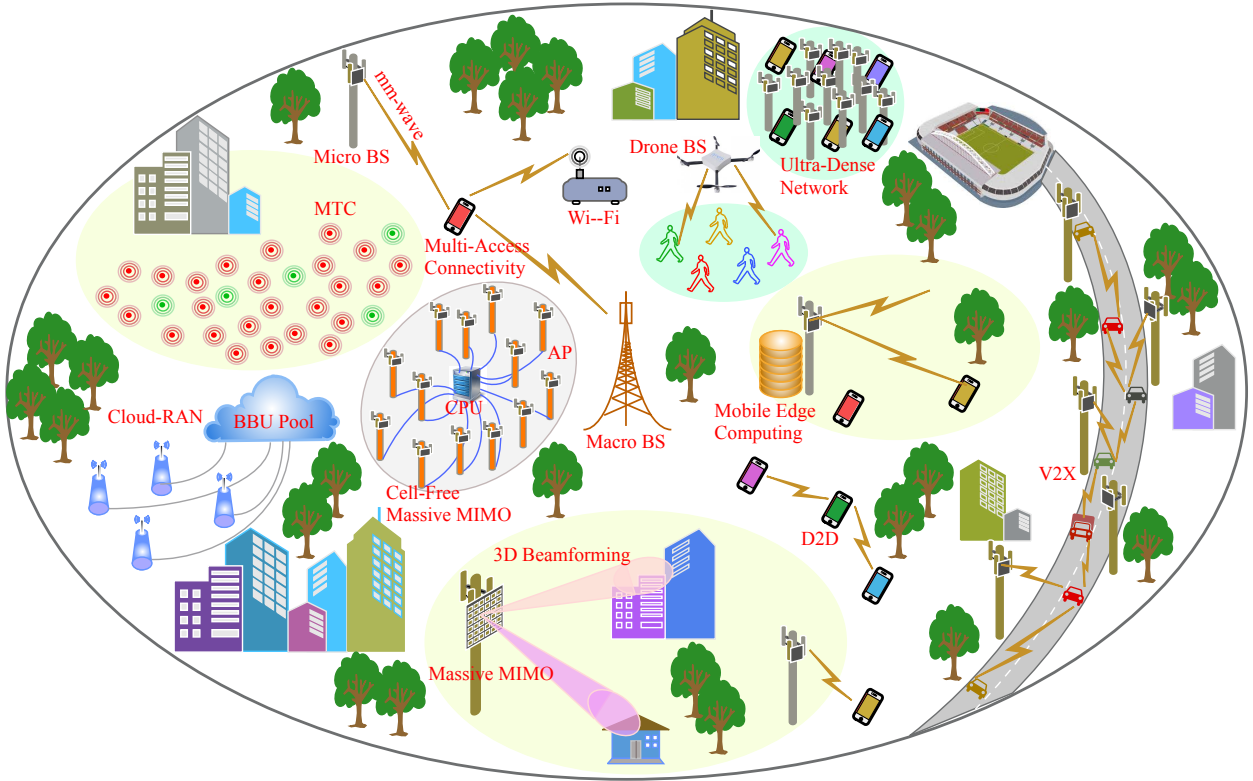 mm-wave
Micro BS
Drone BS
Ultra-Dense
Network
MTC
Wi--Fi
Multi-Access
Connectivity
AP
CPU
Macro BS
Mobile Edge
Computing
Cloud-RAN
BBU Pool
Cell-Free
Massive MIMO
V2X
D2D
3D Beamforming
Massive MIMO